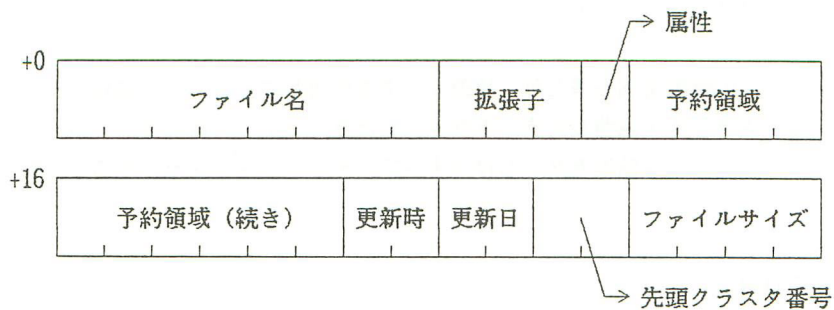 属性
+0
ファイル名 拡張子 予約領域
+16
予約領域（続き） 更新時 更新日 ファイルサイズ
先頭クラスタ番号